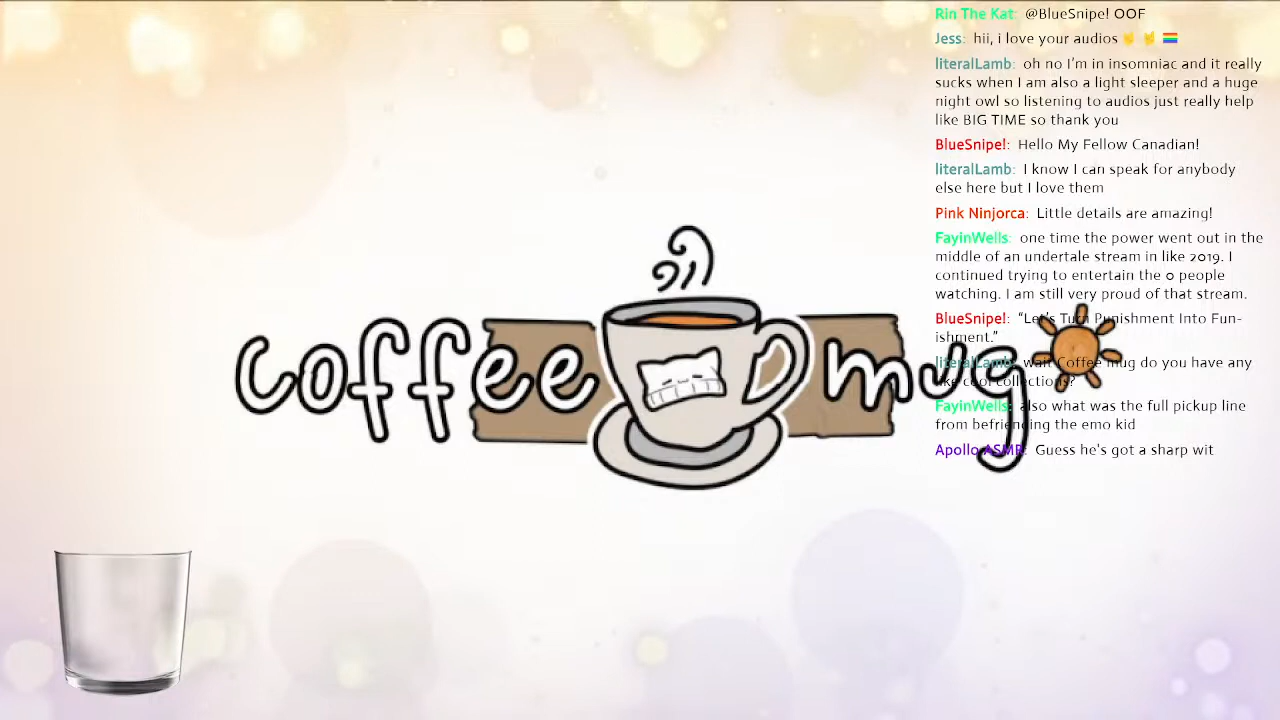 coffee mug
Rin The Kat: @BlueSnipe! OOF
Jess: hii, i love your audios 🤘 🤘 🏳️‍🌈
literalLamb: oh no I'm in insomniac and it really
sucks when I am also a light sleeper and a huge
night owl so listening to audios just really help
like BIG TIME so thank you
BlueSnipe!: Hello My Fellow Canadian!
literalLamb: I know I can speak for anybody
else here but I love them
Pink Ninjorca: Little details are amazing!
FayinWells: one time the power went out in the
middle of an undertale stream in like 2019. I
continued trying to entertain the 0 people
watching. I am still very proud of that stream.
BlueSnipe!: “Let's Turn Punishment Into Fun-
ishment.”
literalLamb: wait Coffee mug do you have any
like cool collections?
FayinWells: also what was the full pickup line
from befriending the emo kid
Apollo ASMR: Guess he's got a sharp wit